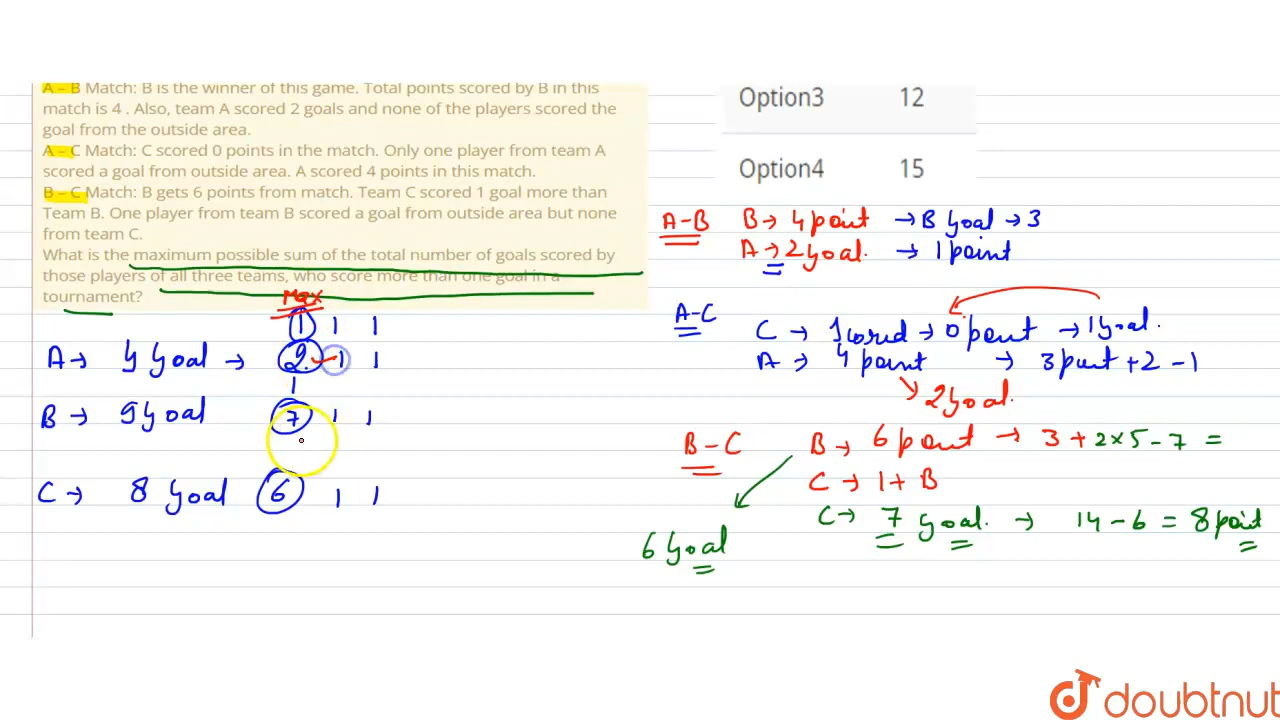 A – B Match: B is the winner of this game. Total points scored by B in this
match is 4 . Also, team A scored 2 goals and none of the players scored the
goal from the outside area.
A – C Match: C scored 0 points in the match. Only one player from team A
scored a goal from outside area. A scored 4 points in this match.
B – C Match: B gets 6 points from match. Team C scored 1 goal more than
Team B. One player from team B scored a goal from outside area but none
from team C.
What is the maximum possible sum of the total number of goals scored by
those players of all three teams, who score more than one goal in a
tournament?
Option3 12
Option4 15
Max
1 1 1
A → 4 Goal → 2 1 1
1
B → 9 Goal 7 1 1
C → 8 Goal 6 1 1
A-B B → 4 point → B Goal → 3
A → 2 Goal. → 1 point
A-C C → 1 cored → 0 point → 1 Goal.
A → 4 point → 3 point + 2 - 1
2 Goal.
B-C B → 6 point → 3 + 2×5 - 7 =
C → 1 + B
C → 7 Goal. → 14 - 6 = 8 point
6 Goal
doubtnut